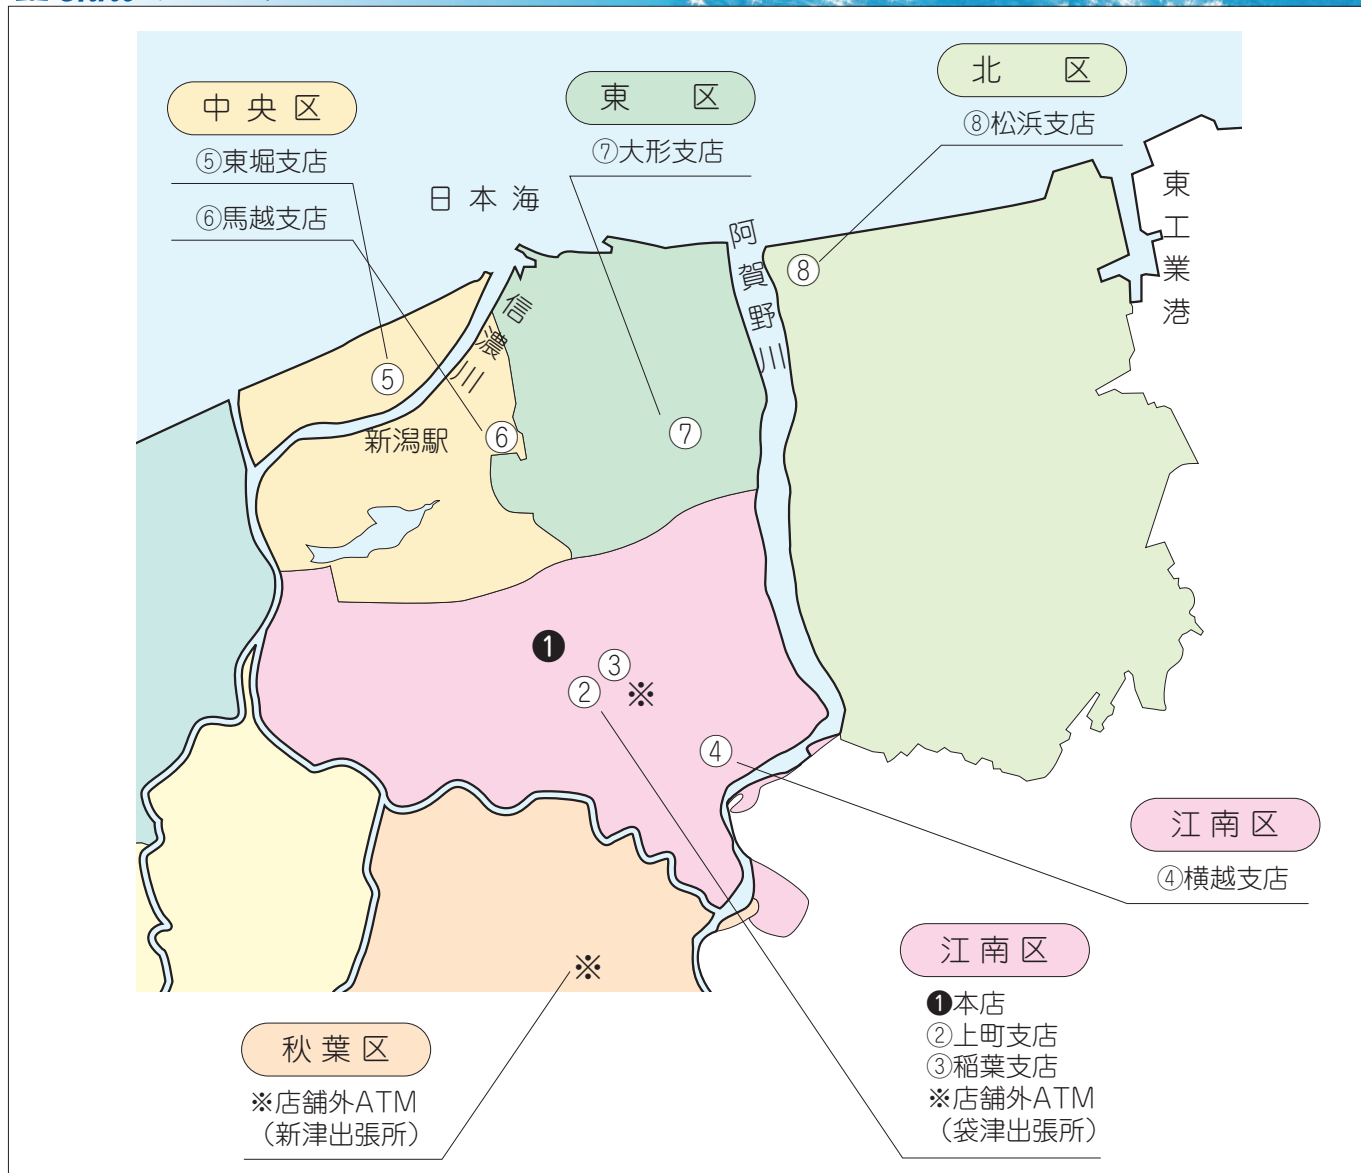 中央区
⑤東堀支店
⑥馬越支店
東区
⑦大形支店
北区
⑧松浜支店
日本海
阿賀野川
信濃川
東工業港
⑧
⑤
⑥
⑦
新潟駅
❶
③
②
※
④
江南区
④横越支店
江南区
❶本店
②上町支店
③稲葉支店
※店舗外ATM
（袋津出張所）
※
秋葉区
※店舗外ATM
（新津出張所）